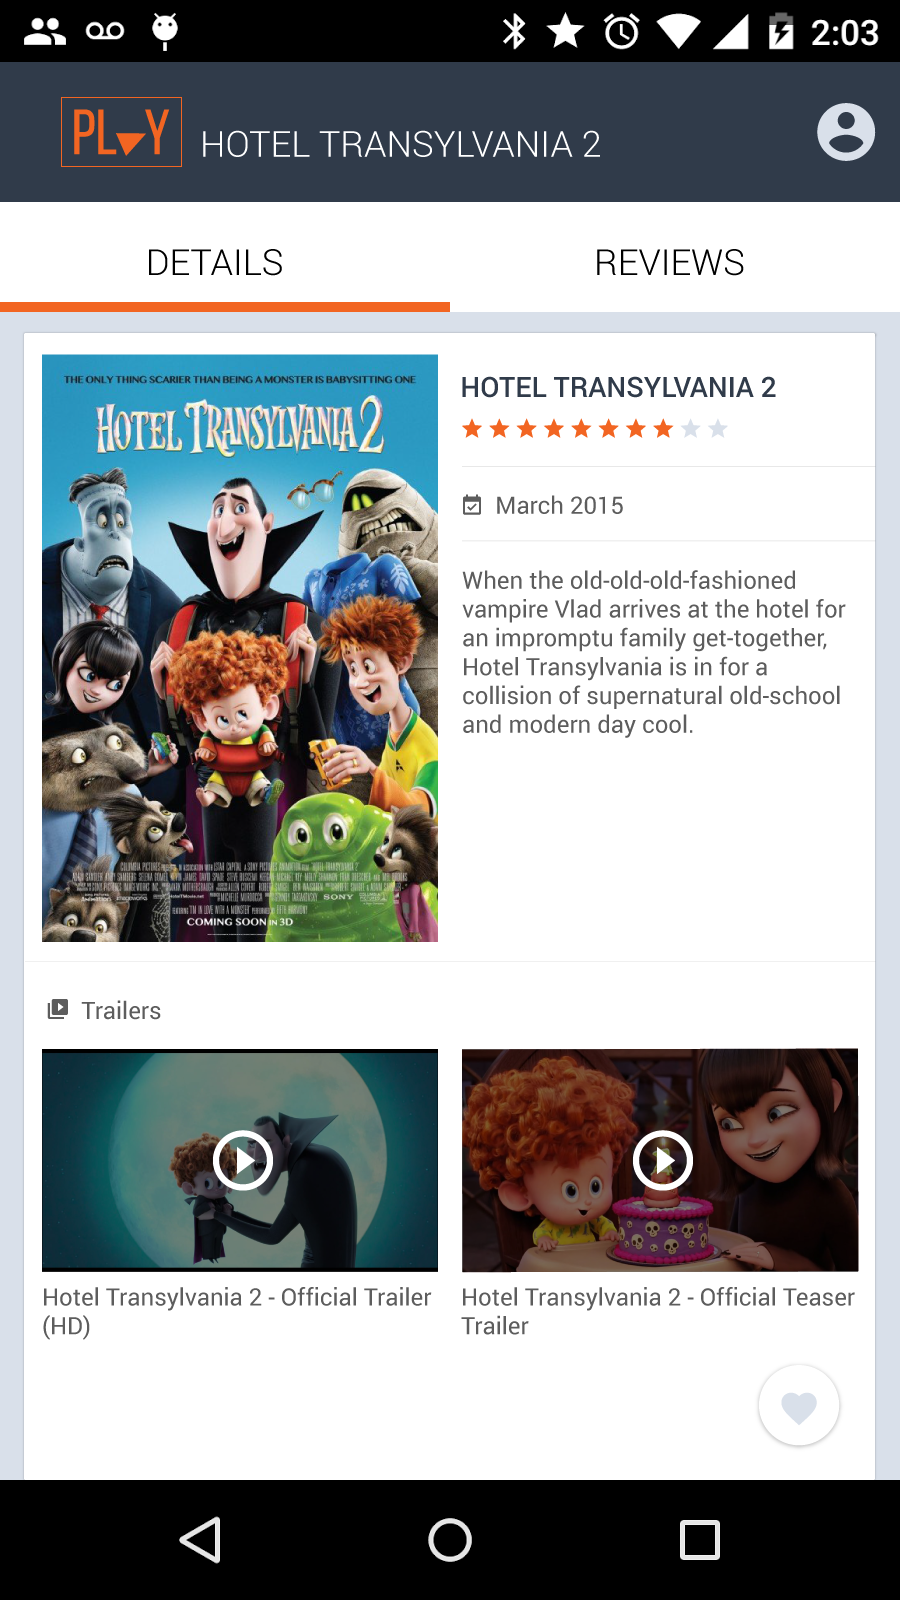 2:03
PLAY
HOTEL TRANSYLVANIA 2
DETAILS
REVIEWS
THE ONLY THING SCARIER THAN BEING A MONSTER IS BABYSITTING ONE
HOTEL TRANSYLVANIA 2
SONY
COMING SOON IN 3D
HOTEL TRANSYLVANIA 2
March 2015
When the old-old-old-fashioned
vampire Vlad arrives at the hotel for
an impromptu family get-together,
Hotel Transylvania is in for a
collision of supernatural old-school
and modern day cool.
Trailers
Hotel Transylvania 2 - Official Trailer
(HD)
Hotel Transylvania 2 - Official Teaser
Trailer